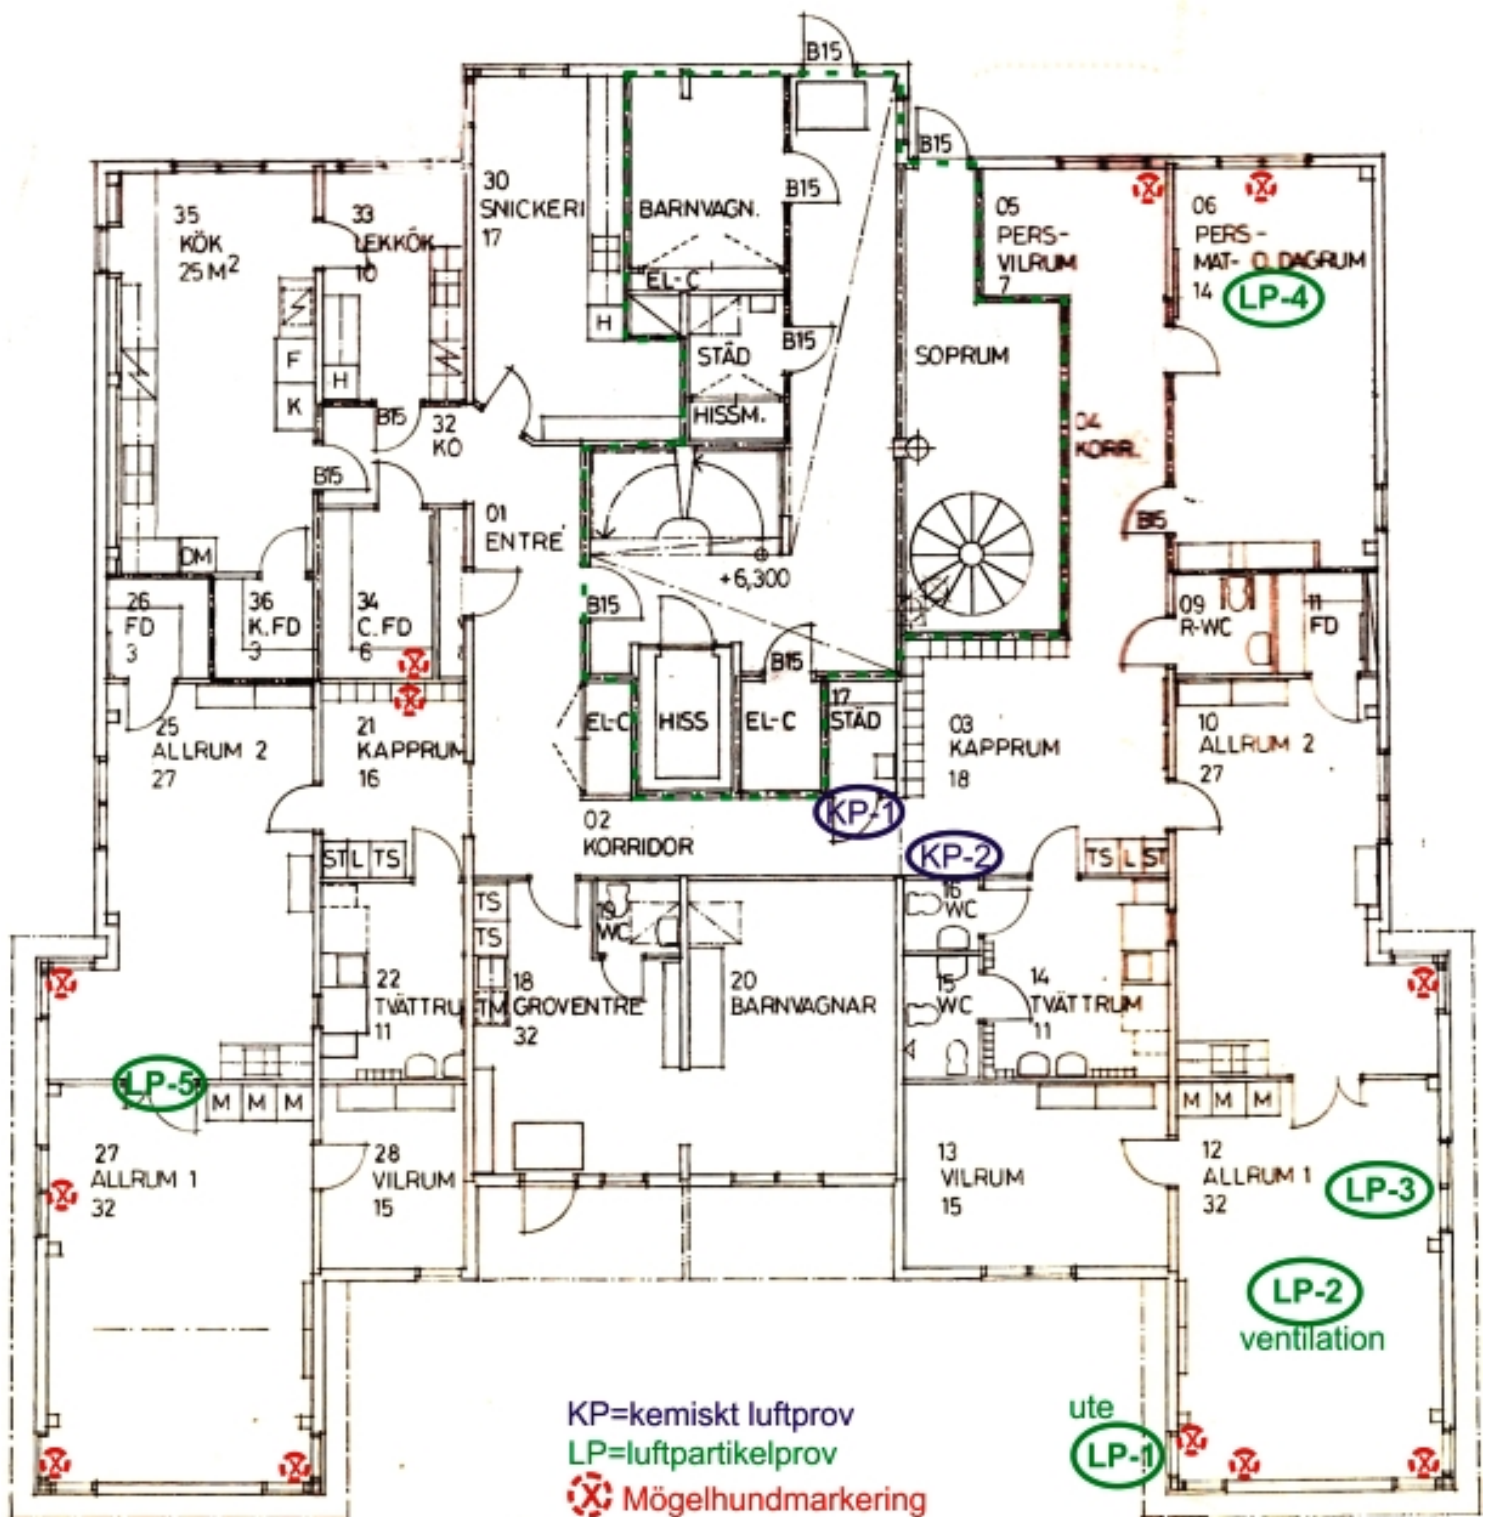 B15
B15
30
SNICKERI
17
BARNVAGN.
B15
EL-C
H
STÄD
B15
HISSM.
35
KÖK
25 M²
33
LEKKÖK
10
F
K
H
B15
32
KO
B15
DM
05
PERS-
VILRUM
7
06
PERS-
MAT- O. DAGRUM
14
LP-4
SOPRUM
04
KORR.
B15
01
ENTRÉ
+6,300
B15
B15
26
FD
3
36
K.FD
3
34
C.FD
6
09
R-WC
11
FD
EL-C
HISS
EL-C
17
STÄD
25
ALLRUM 2
27
21
KAPPRUM
16
03
KAPPRUM
18
10
ALLRUM 2
27
KP-1
02
KORRIDOR
KP-2
ST L TS
TS L ST
TS
TS
TM
19
WC
16
WC
15
WC
22
TVÄTTRU
11
18
GROVENTRE
32
20
BARNVAGNAR
14
TVÄTTRUM
11
LP-5
M M M
M M M
27
ALLRUM 1
32
28
VILRUM
15
13
VILRUM
15
12
ALLRUM 1
32
LP-3
LP-2
ventilation
KP=kemiskt luftprov
LP=luftpartikelprov
X Mögelhundmarkering
ute
LP-1